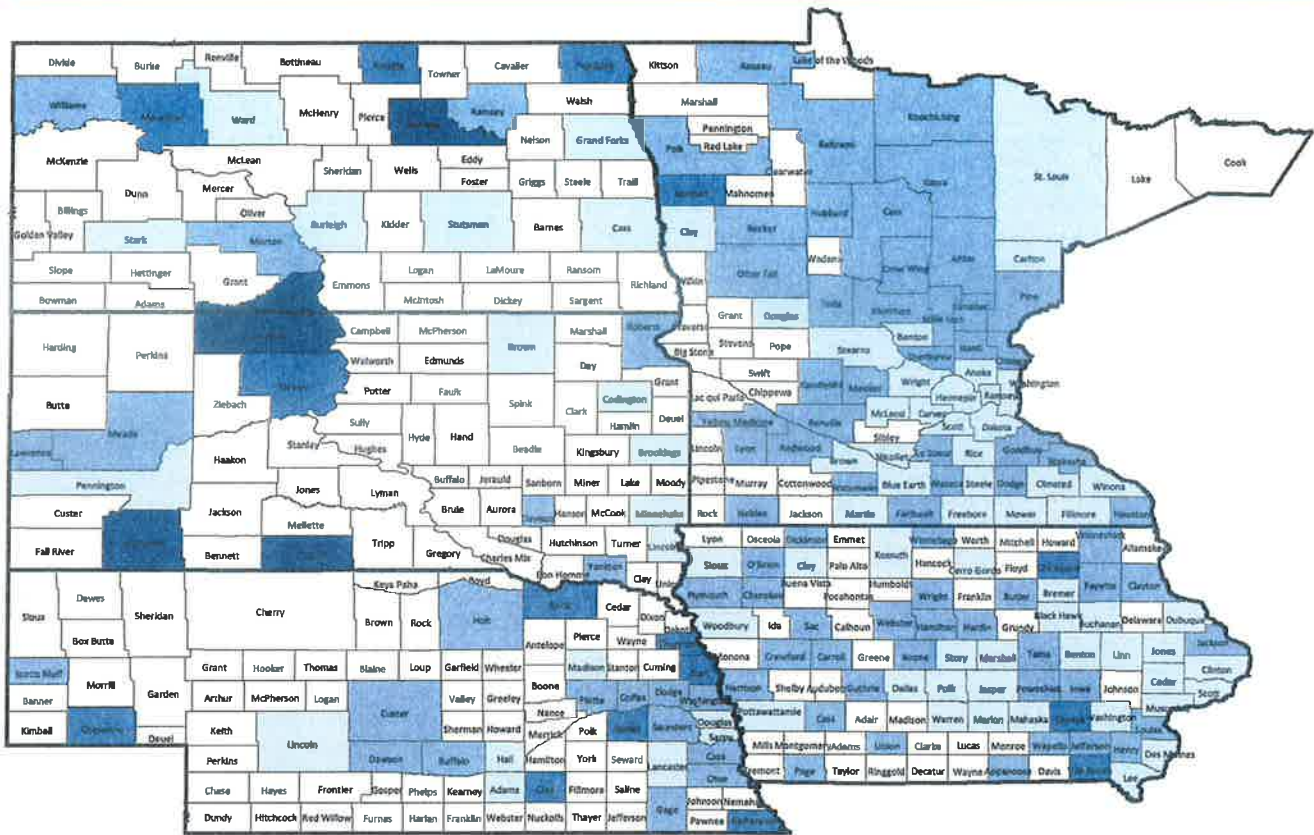 Divide
Burke
Renville
Bottineau
Rolette
Towner
Cavalier
Pembina
Kittson
Roseau
Lake of the Woods
Williams
Mountrail
Ward
McHenry
Pierce
Benson
Ramsey
Walsh
Marshall
Koochiching
Nelson
Grand Forks
Polk
Pennington
Red Lake
Beltrami
Clearwater
St. Louis
Lake
Cook
McKenzie
McLean
Sheridan
Wells
Eddy
Foster
Griggs
Steele
Traill
Norman
Mahnomen
Itasca
Dunn
Mercer
Oliver
Billings
Golden Valley
Stark
Morton
Burleigh
Kidder
Stutsman
Barnes
Cass
Clay
Becker
Hubbard
Cass
Slope
Hettinger
Grant
Emmons
Logan
LaMoure
Ransom
Richland
Wilkin
Otter Tail
Wadena
Crow Wing
Aitkin
Carlton
Bowman
Adams
McIntosh
Dickey
Sargent
Grant
Douglas
Todd
Morrison
Pine
Harding
Perkins
Campbell
McPherson
Brown
Marshall
Roberts
Traverse
Stevens
Pope
Stearns
Benton
Walworth
Edmunds
Day
Big Stone
Swift
Sherburne
Anoka
Washington
Butte
Dewey
Potter
Faulk
Grant
Codington
Lac qui Parle
Chippewa
Kandiyohi
Meeker
Wright
Hennepin
Ramsey
Ziebach
Sully
Spink
Clark
Hamlin
Deuel
Yellow Medicine
Renville
McLeod
Carver
Scott
Dakota
Meade
Lawrence
Haakon
Stanley
Hughes
Hyde
Hand
Beadle
Kingsbury
Brookings
Lincoln
Lyon
Redwood
Sibley
Nicollet
Le Sueur
Rice
Goodhue
Wabasha
Pennington
Jones
Lyman
Buffalo
Jerauld
Sanborn
Miner
Lake
Moody
Pipestone
Murray
Cottonwood
Brown
Watonwan
Blue Earth
Waseca
Steele
Dodge
Olmsted
Winona
Custer
Jackson
Brule
Aurora
Davison
Hanson
McCook
Minnehaha
Rock
Nobles
Jackson
Martin
Faribault
Freeborn
Mower
Fillmore
Houston
Fall River
Bennett
Mellette
Tripp
Gregory
Douglas
Charles Mix
Hutchinson
Turner
Lincoln
Lyon
Osceola
Dickinson
Emmet
Kossuth
Winnebago
Worth
Mitchell
Howard
Winneshiek
Allamakee
Bon Homme
Yankton
Clay
Union
Sioux
O'Brien
Clay
Palo Alto
Hancock
Cerro Gordo
Floyd
Chickasaw
Sioux
Dawes
Sheridan
Cherry
Keya Paha
Boyd
Plymouth
Cherokee
Buena Vista
Pocahontas
Humboldt
Wright
Franklin
Butler
Bremer
Fayette
Clayton
Box Butte
Brown
Rock
Holt
Knox
Cedar
Dixon
Dakota
Woodbury
Ida
Sac
Calhoun
Webster
Hamilton
Hardin
Grundy
Black Hawk
Buchanan
Delaware
Dubuque
Scotts Bluff
Antelope
Pierce
Wayne
Morrill
Garden
Grant
Hooker
Thomas
Blaine
Loup
Garfield
Wheeler
Madison
Stanton
Cuming
Burt
Monona
Crawford
Carroll
Greene
Boone
Story
Marshall
Tama
Benton
Linn
Jones
Jackson
Banner
Arthur
McPherson
Logan
Custer
Valley
Greeley
Boone
Platte
Colfax
Dodge
Washington
Harrison
Shelby
Audubon
Guthrie
Dallas
Polk
Jasper
Poweshiek
Iowa
Johnson
Cedar
Clinton
Scott
Kimball
Cheyenne
Deuel
Keith
Lincoln
Sherman
Howard
Nance
Merrick
Polk
Butler
Saunders
Douglas
Sarpy
Pottawattamie
Cass
Adair
Madison
Warren
Marion
Mahaska
Keokuk
Washington
Louisa
Perkins
Dawson
Buffalo
Hall
Hamilton
York
Seward
Lancaster
Cass
Otoe
Mills
Montgomery
Adams
Union
Clarke
Lucas
Monroe
Wapello
Jefferson
Henry
Des Moines
Chase
Hayes
Frontier
Gosper
Phelps
Kearney
Adams
Clay
Fillmore
Saline
Gage
Johnson
Nemaha
Fremont
Page
Taylor
Ringgold
Decatur
Wayne
Appanoose
Davis
Van Buren
Lee
Dundy
Hitchcock
Red Willow
Furnas
Harlan
Franklin
Webster
Nuckolls
Thayer
Jefferson
Pawnee
Richardson